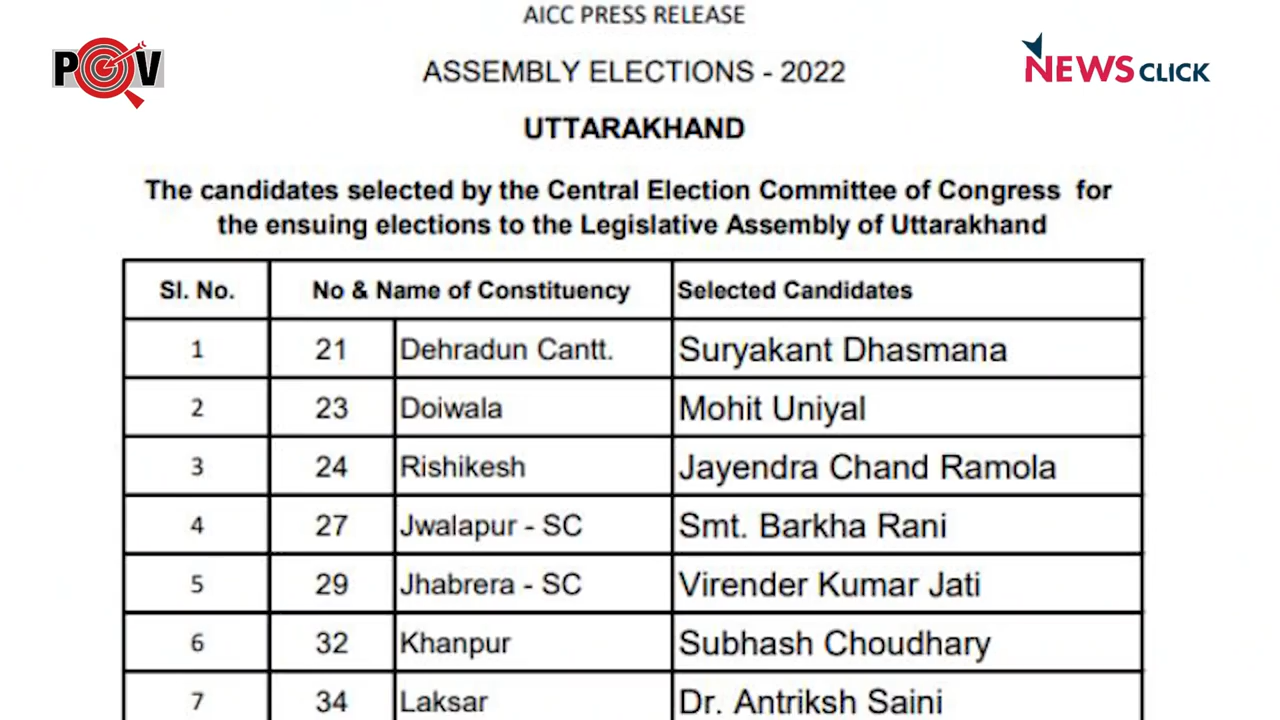 AICC PRESS RELEASE
POV
ASSEMBLY ELECTIONS - 2022
NEWSCLICK
UTTARAKHAND
The candidates selected by the Central Election Committee of Congress for
the ensuing elections to the Legislative Assembly of Uttarakhand
Sl. No. No & Name of Constituency Selected Candidates
1 21 Dehradun Cantt. Suryakant Dhasmana
2 23 Doiwala Mohit Uniyal
3 24 Rishikesh Jayendra Chand Ramola
4 27 Jwalapur - SC Smt. Barkha Rani
5 29 Jhabrera - SC Virender Kumar Jati
6 32 Khanpur Subhash Choudhary
7 34 Laksar Dr. Antriksh Saini